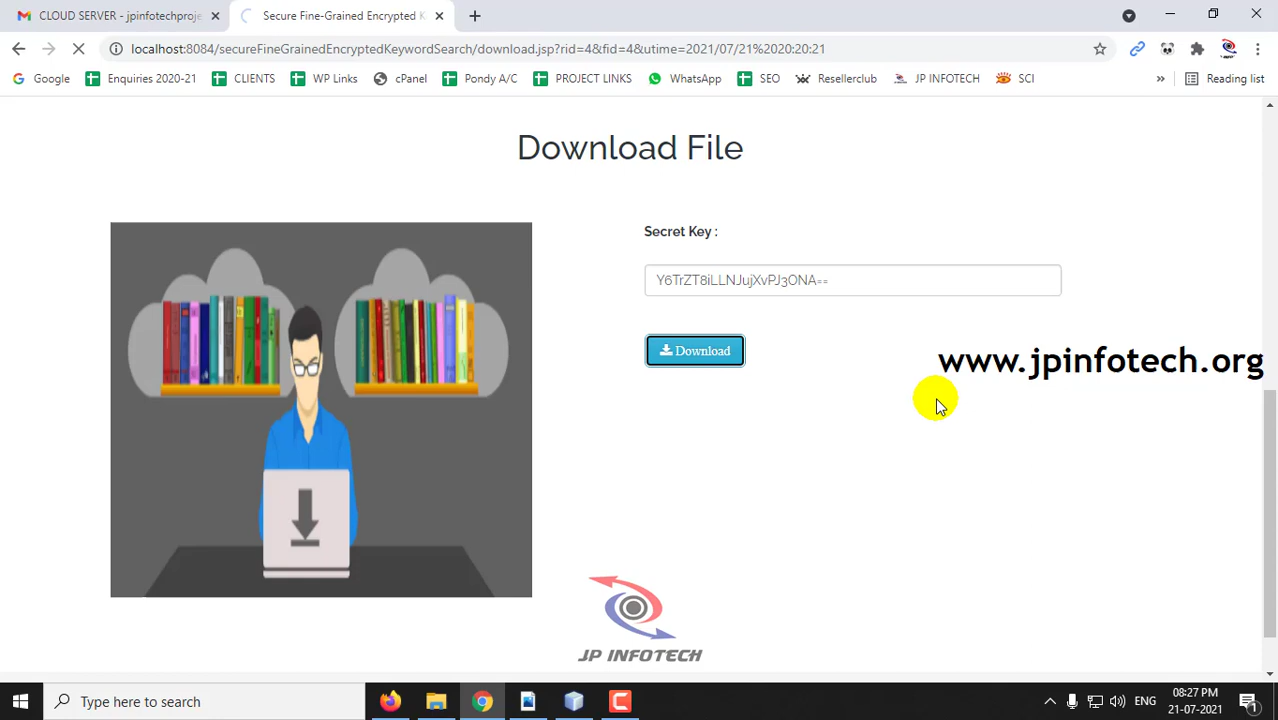 CLOUD SERVER - jpinfotechproje
Secure Fine-Grained Encrypted K
localhost:8084/secureFineGrainedEncryptedKeywordSearch/download.jsp?rid=4&fid=4&utime=2021/07/21%2020:20:21
Google
Enquiries 2020-21
CLIENTS
WP Links
cPanel
Pondy A/C
PROJECT LINKS
WhatsApp
SEO
Resellerclub
JP INFOTECH
SCI
»
Reading list
Download File
Secret Key :
Y6TrZT8iLLNJujXvPJ3ONA==
Download
www.jpinfotech.org
JP INFOTECH
Type here to search
ENG
08:27 PM
21-07-2021
1